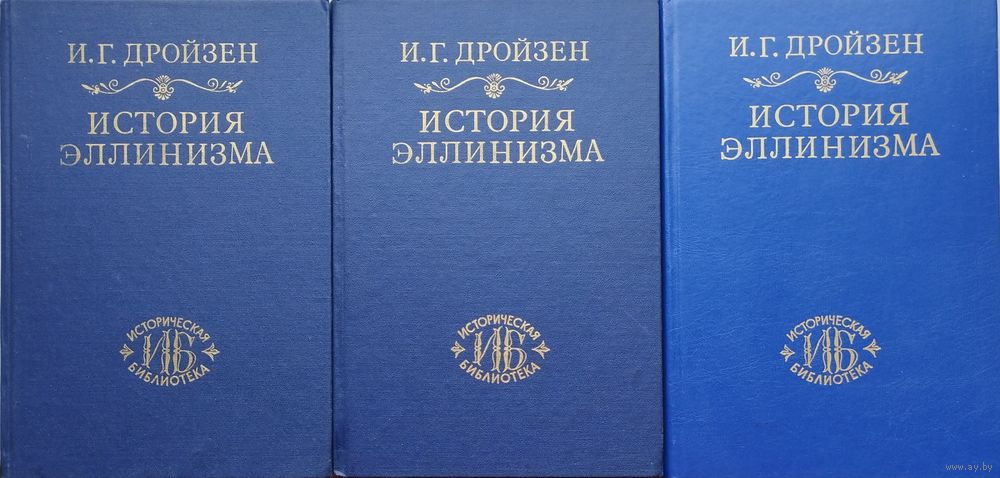 И.Г. ДРОЙЗЕН
ИСТОРИЯ
ЭЛЛИНИЗМА
ИСТОРИЧЕСКАЯ
ИБ
БИБЛИОТЕКА
И.Г. ДРОЙЗЕН
ИСТОРИЯ
ЭЛЛИНИЗМА
ИСТОРИЧЕСКАЯ
ИБ
БИБЛИОТЕКА
И.Г. ДРОЙЗЕН
ИСТОРИЯ
ЭЛЛИНИЗМА
ИСТОРИЧЕСКАЯ
ИБ
БИБЛИОТЕКА
www.ay.by